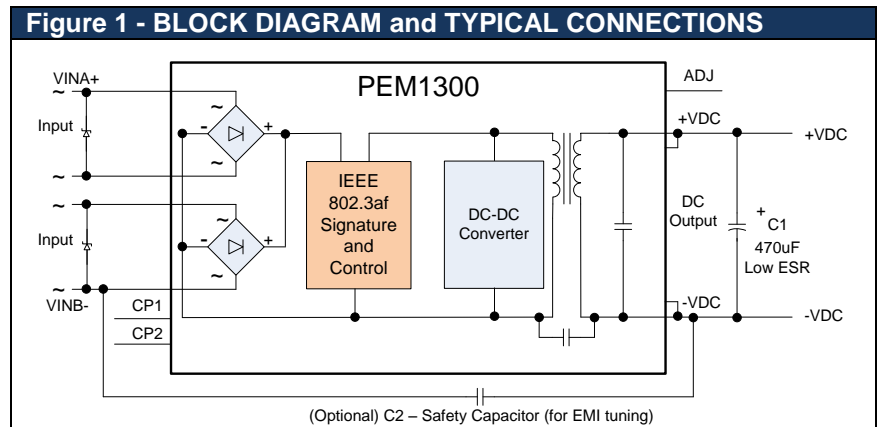 Figure 1 - BLOCK DIAGRAM and TYPICAL CONNECTIONS
PEM1300
VINA+
~
~
Input
~
~
~
-
+
~
Input
~
VINB-
~
-
+
~
CP1
CP2
IEEE
802.3af
Signature
and
Control
DC-DC
Converter
ADJ
+VDC
+VDC
DC
Output
+
C1
470uF
Low ESR
-VDC
-VDC
(Optional) C2 – Safety Capacitor (for EMI tuning)